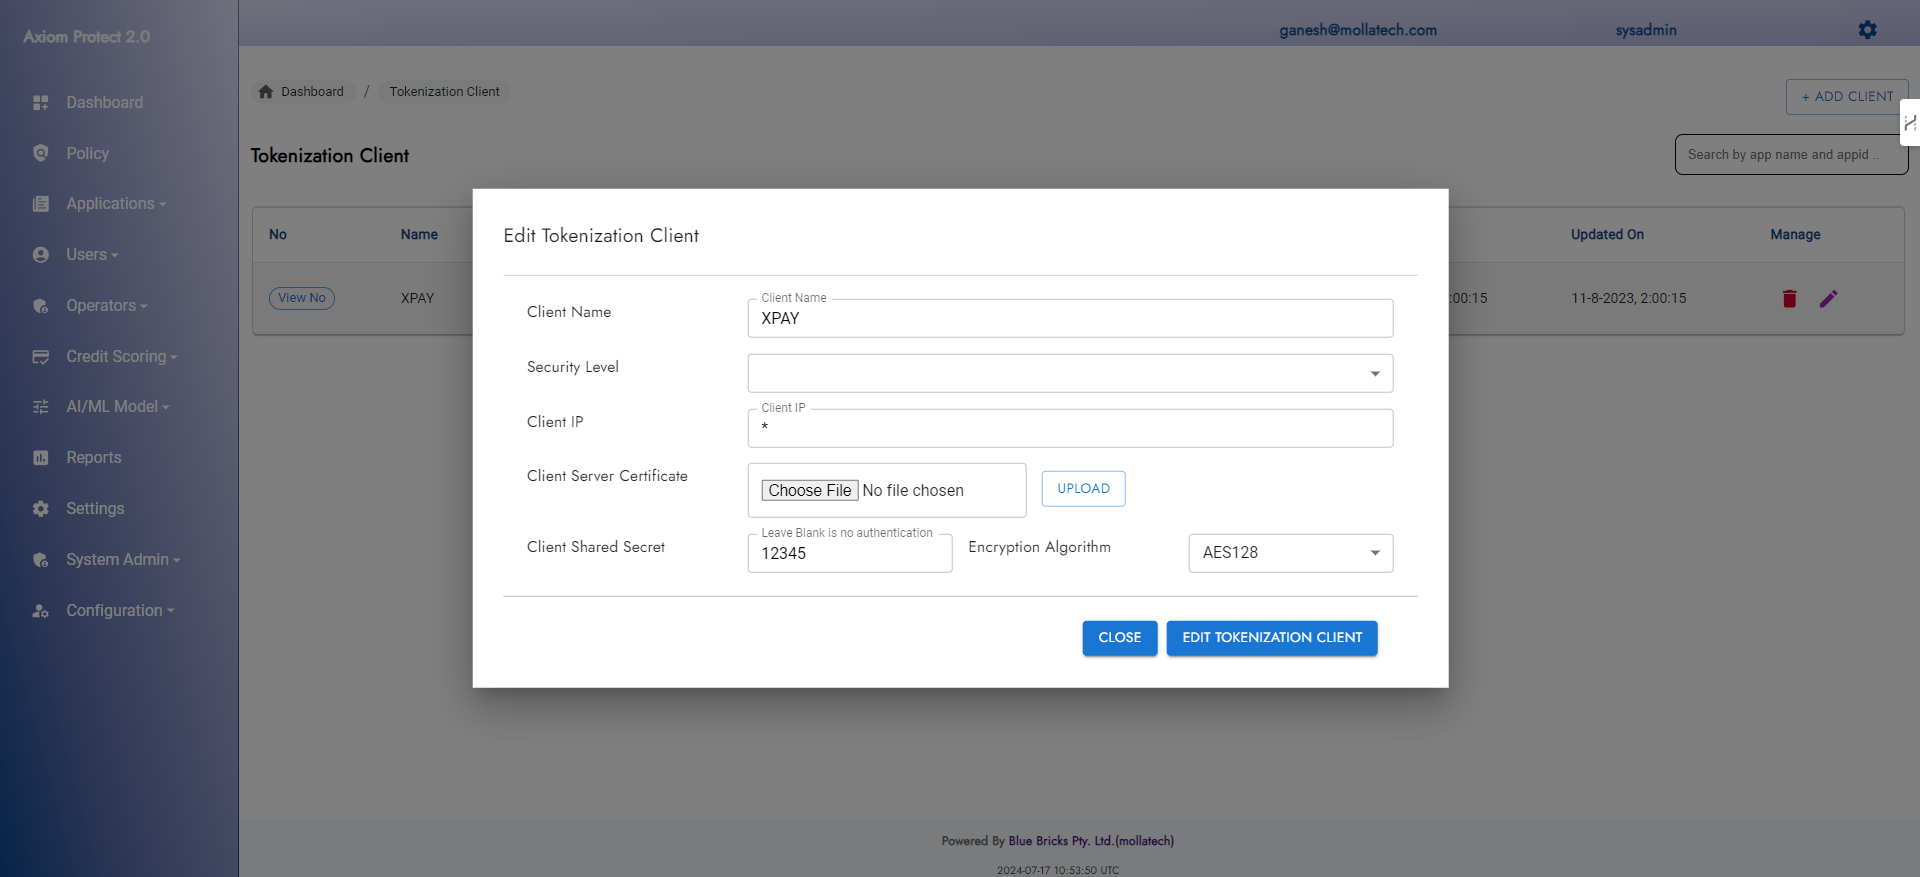 Axiom Protect 2.0
ganesh@mollatech.com
sysadmin
Dashboard
Policy
Applications
Users
Operators
Credit Scoring
AI/ML Model
Reports
Settings
System Admin
Configuration
Dashboard / Tokenization Client
+ ADD CLIENT
Tokenization Client
Search by app name and appid ..
No Name Updated On Manage
View No XPAY :00:15 11-8-2023, 2:00:15
Edit Tokenization Client
Client Name
Client Name
XPAY
Security Level
Client IP
Client IP
*
Client Server Certificate
Choose File No file chosen
UPLOAD
Client Shared Secret
Leave Blank is no authentication
12345
Encryption Algorithm
AES128
CLOSE
EDIT TOKENIZATION CLIENT
Powered By Blue Bricks Pty. Ltd.(mollatech)
2024-07-17 10:53:50 UTC